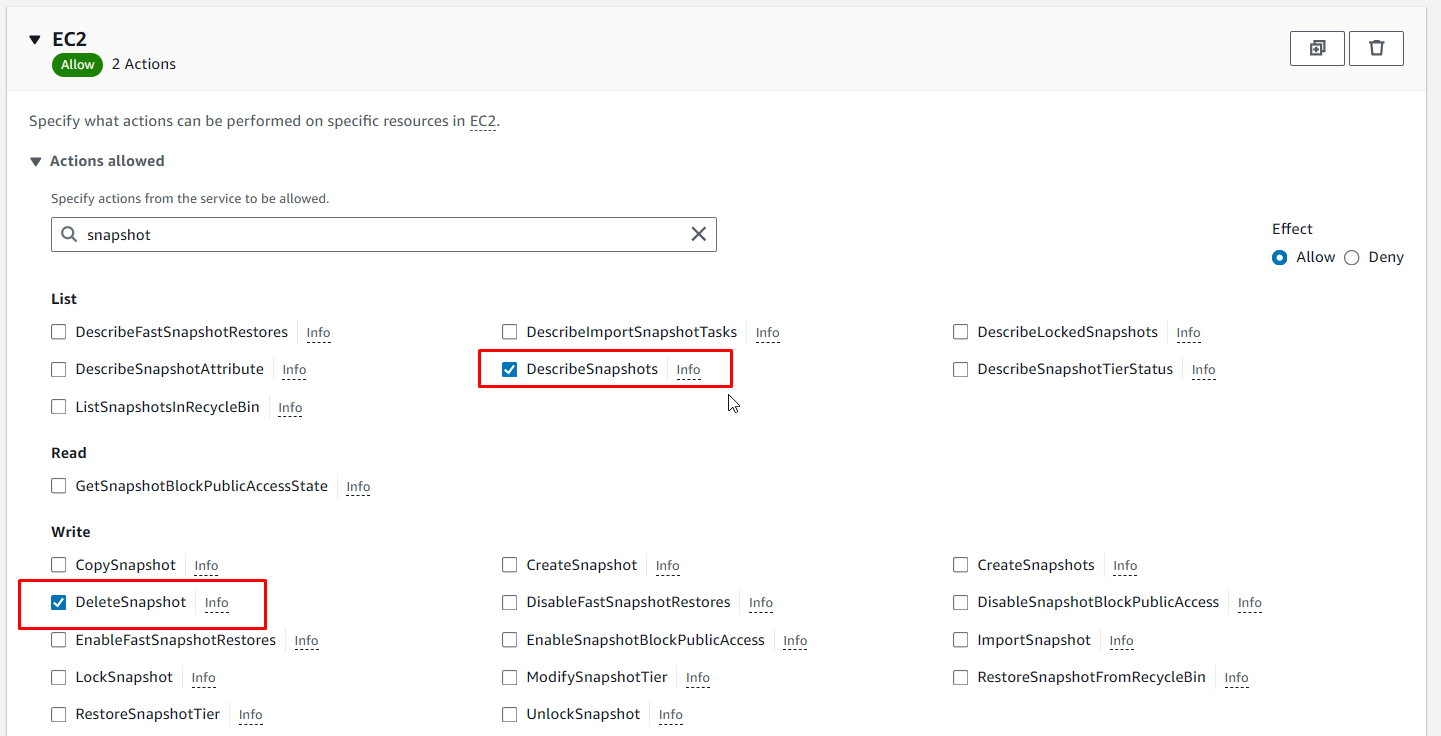 EC2
Allow 2 Actions
Specify what actions can be performed on specific resources in EC2.
Actions allowed
Specify actions from the service to be allowed.
snapshot
Effect
Allow Deny
List
DescribeFastSnapshotRestores Info DescribeImportSnapshotTasks Info DescribeLockedSnapshots Info
DescribeSnapshotAttribute Info DescribeSnapshots Info DescribeSnapshotTierStatus Info
ListSnapshotsInRecycleBin Info
Read
GetSnapshotBlockPublicAccessState Info
Write
CopySnapshot Info CreateSnapshot Info CreateSnapshots Info
DeleteSnapshot Info DisableFastSnapshotRestores Info DisableSnapshotBlockPublicAccess Info
EnableFastSnapshotRestores Info EnableSnapshotBlockPublicAccess Info ImportSnapshot Info
LockSnapshot Info ModifySnapshotTier Info RestoreSnapshotFromRecycleBin Info
RestoreSnapshotTier Info UnlockSnapshot Info